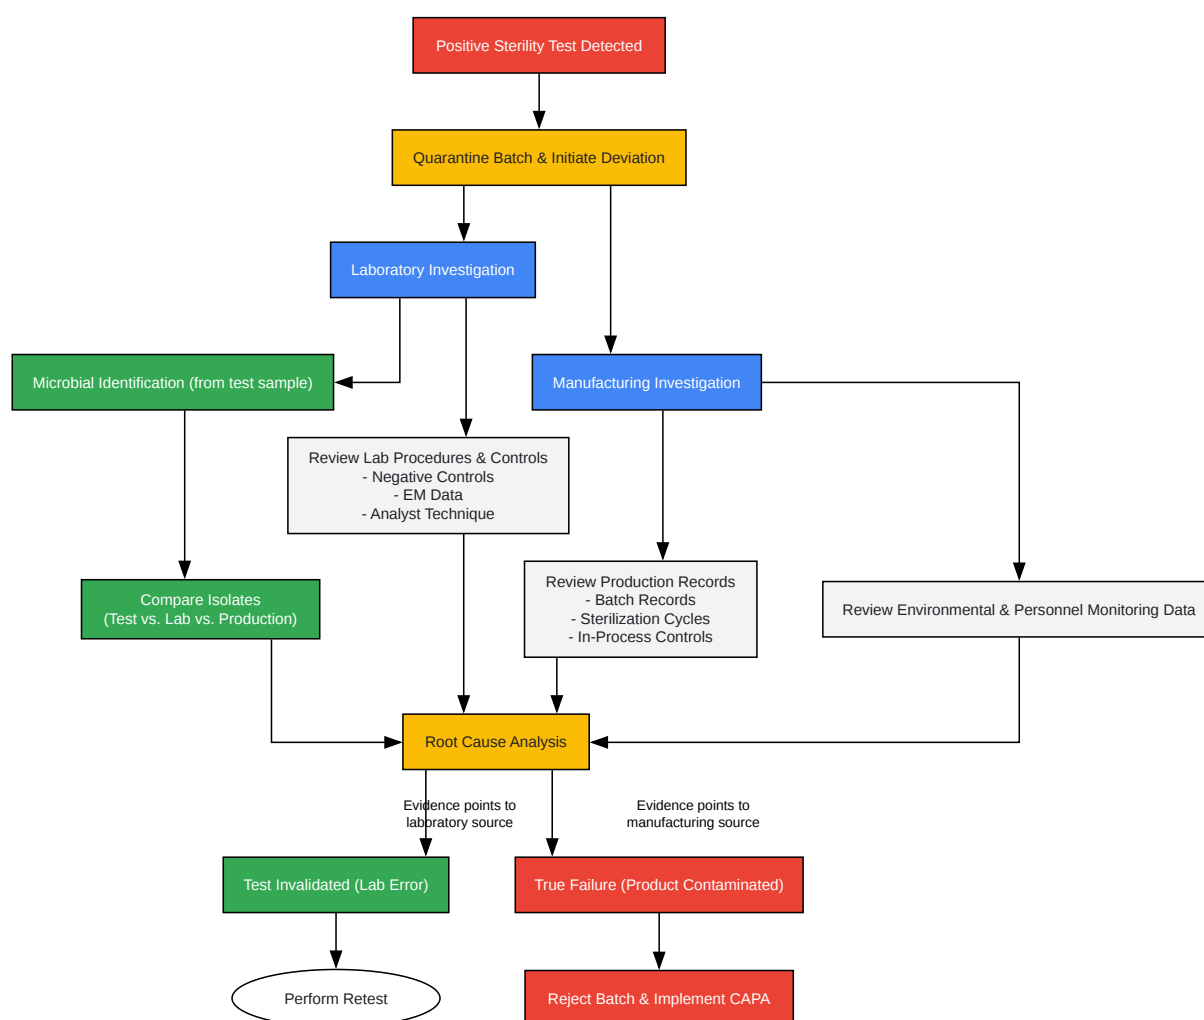 Positive Sterility Test Detected
Quarantine Batch & Initiate Deviation
Laboratory Investigation
Microbial Identification (from test sample)
Manufacturing Investigation
Review Lab Procedures & Controls
- Negative Controls
- EM Data
- Analyst Technique
Compare Isolates
(Test vs. Lab vs. Production)
Review Production Records
- Batch Records
- Sterilization Cycles
- In-Process Controls
Review Environmental & Personnel Monitoring Data
Root Cause Analysis
Evidence points to
laboratory source
Evidence points to
manufacturing source
Test Invalidated (Lab Error)
True Failure (Product Contaminated)
Perform Retest
Reject Batch & Implement CAPA